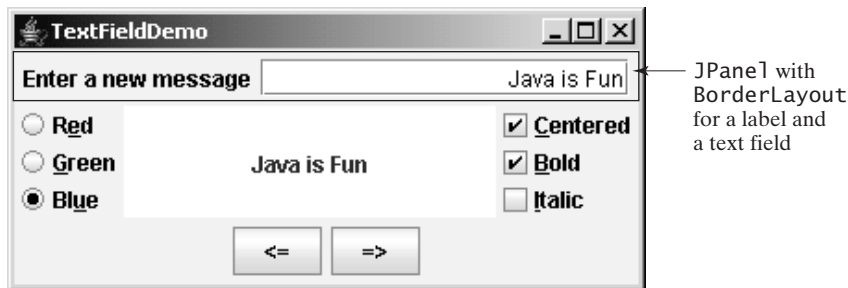 TextFieldDemo
Enter a new message Java is Fun
JPanel with
BorderLayout
for a label and
a text field
Red
Green
Blue
Java is Fun
Centered
Bold
Italic
<= =>